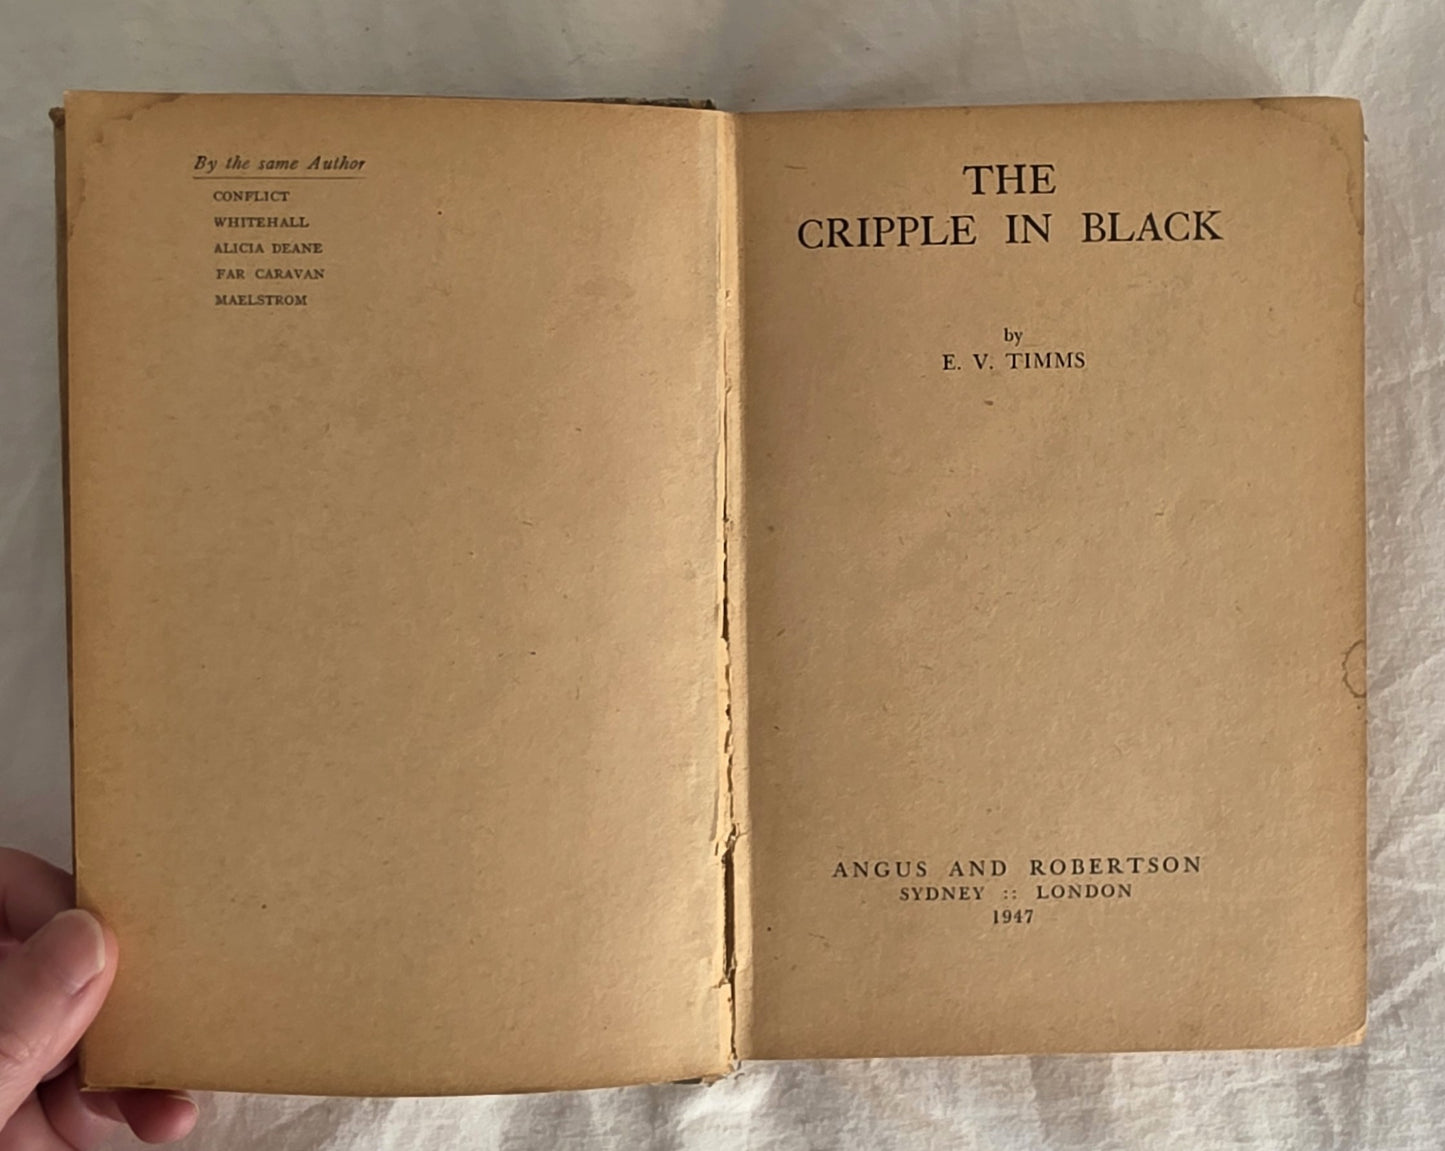 By the same Author
CONFLICT
WHITEHALL
ALICIA DEANE
FAR CARAVAN
MAELSTROM
THE
CRIPPLE IN BLACK
by
E. V. TIMMS
ANGUS AND ROBERTSON
SYDNEY :: LONDON
1947